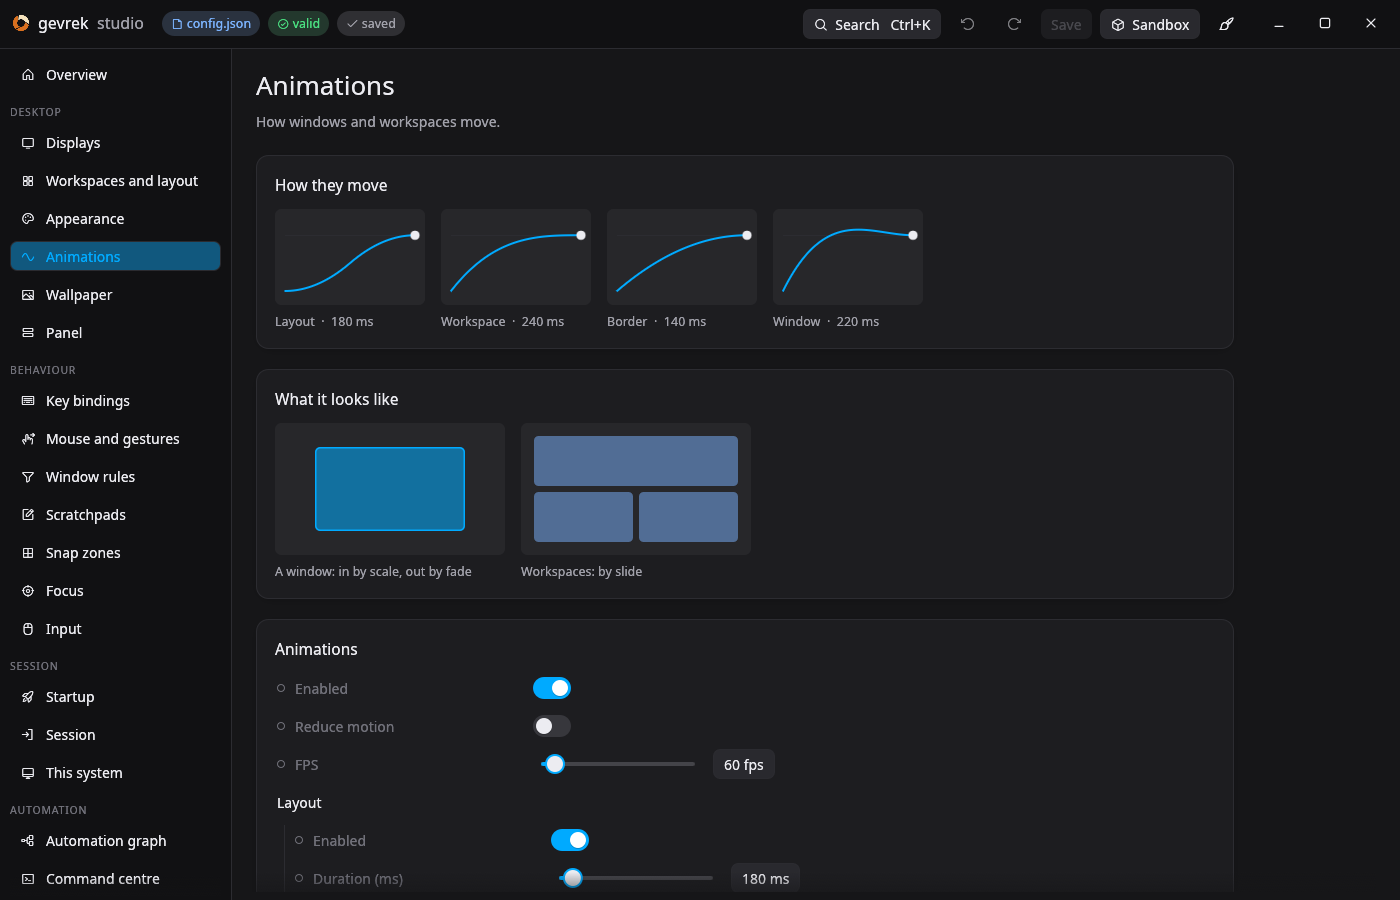 gevrek studio
config.json
valid
saved
Search Ctrl+K
Save
Sandbox
Overview
DESKTOP
Displays
Workspaces and layout
Appearance
Animations
Wallpaper
Panel
BEHAVIOUR
Key bindings
Mouse and gestures
Window rules
Scratchpads
Snap zones
Focus
Input
SESSION
Startup
Session
This system
AUTOMATION
Automation graph
Command centre
Animations
How windows and workspaces move.
How they move
Layout · 180 ms
Workspace · 240 ms
Border · 140 ms
Window · 220 ms
What it looks like
A window: in by scale, out by fade
Workspaces: by slide
Animations
Enabled
Reduce motion
FPS 60 fps
Layout
Enabled
Duration (ms) 180 ms